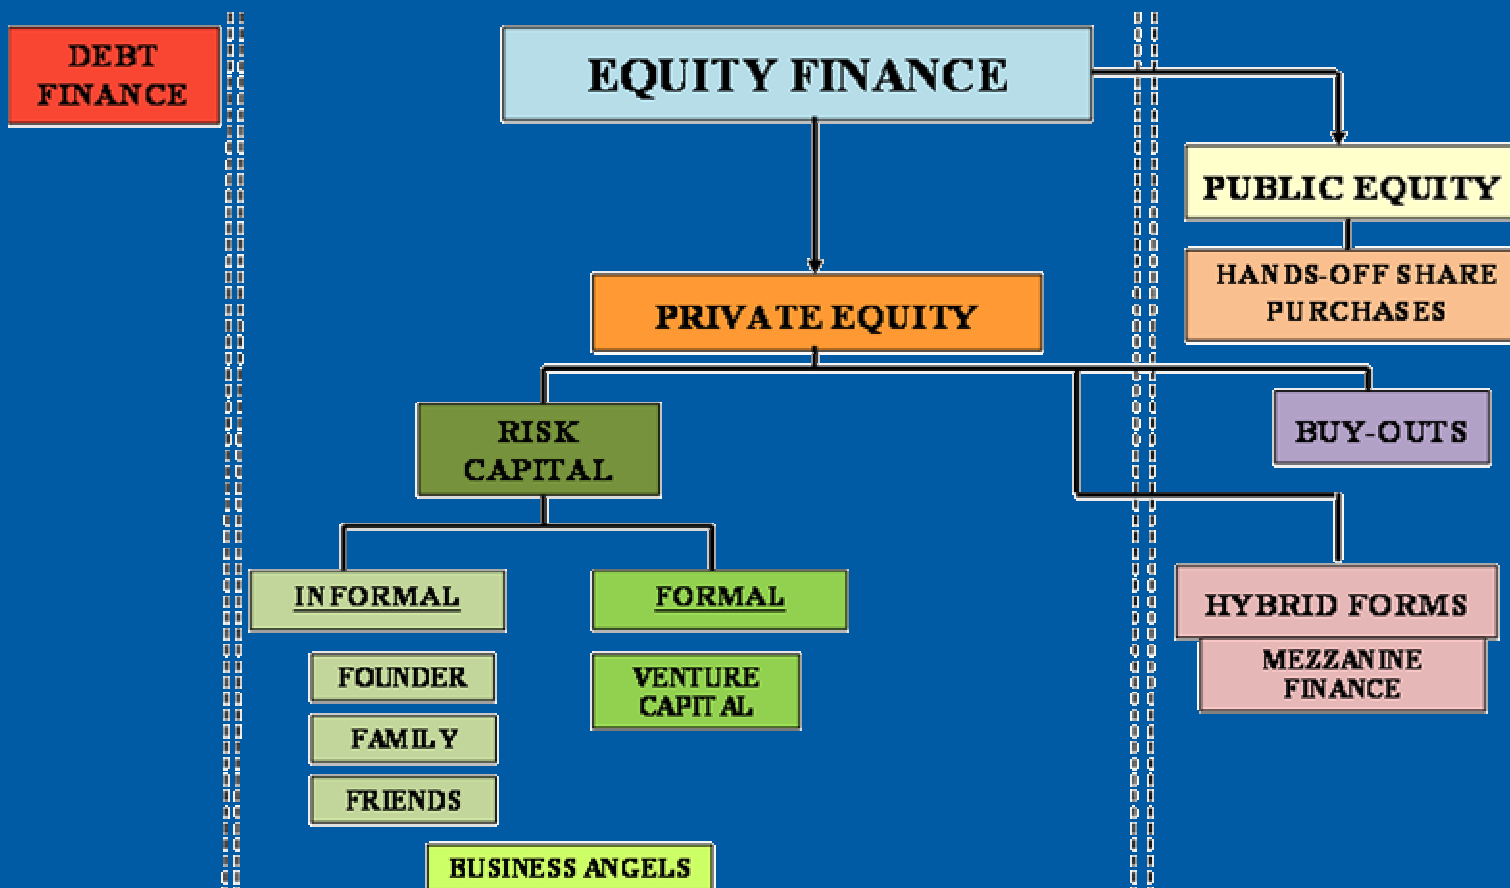 DEBT
FINANCE
EQUITY FINANCE
PUBLIC EQUITY
HANDS-OFF SHARE
PURCHASES
PRIVATE EQUITY
RISK
CAPITAL
BUY-OUTS
INFORMAL
FORMAL
HYBRID FORMS
MEZZANINE
FINANCE
FOUNDER
VENTURE
CAPITAL
FAMILY
FRIENDS
BUSINESS ANGELS